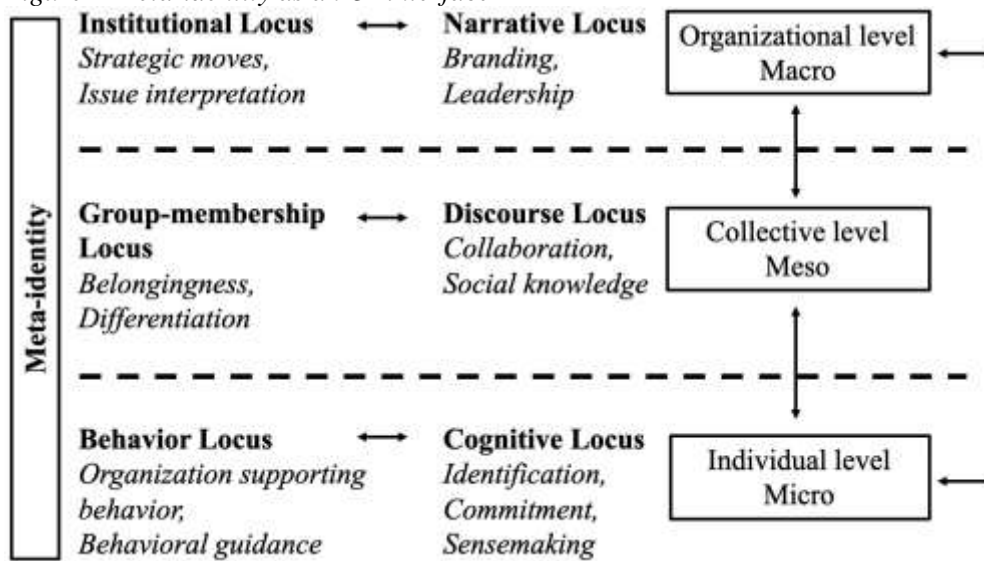 Institutional Locus
Strategic moves,
Issue interpretation
Narrative Locus
Branding,
Leadership
Organizational level
Macro
Meta-identity
Group-membership
Locus
Belongingness,
Differentiation
Discourse Locus
Collaboration,
Social knowledge
Collective level
Meso
Behavior Locus
Organization supporting
behavior,
Behavioral guidance
Cognitive Locus
Identification,
Commitment,
Sensemaking
Individual level
Micro